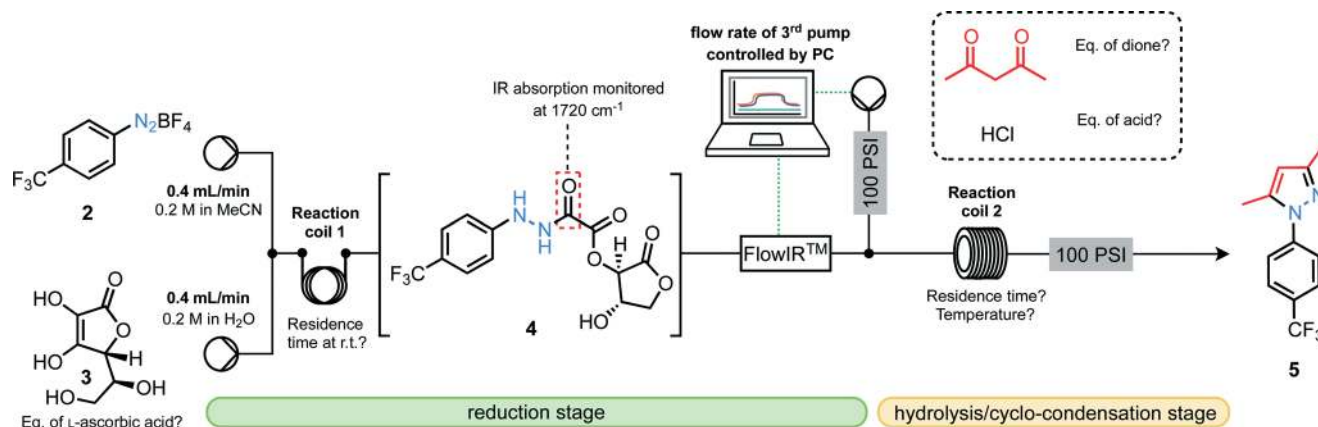 N₂BF₄
F₃C
2
0.4 mL/min
0.2 M in MeCN
0.4 mL/min
0.2 M in H₂O
HO
O
O
HO
3
H
HO
OH
Eq. of L-ascorbic acid?
Reaction
coil 1
Residence
time at r.t.?
IR absorption monitored
at 1720 cm⁻¹
O
H
N
N
H
O
O
H
O
O
HO
F₃C
4
flow rate of 3ʳᵈ pump
controlled by PC
FlowIR™
100 PSI
O O
Eq. of dione?
HCl
Eq. of acid?
Reaction
coil 2
Residence time?
Temperature?
100 PSI
N
N
CF₃
5
reduction stage
hydrolysis/cyclo-condensation stage